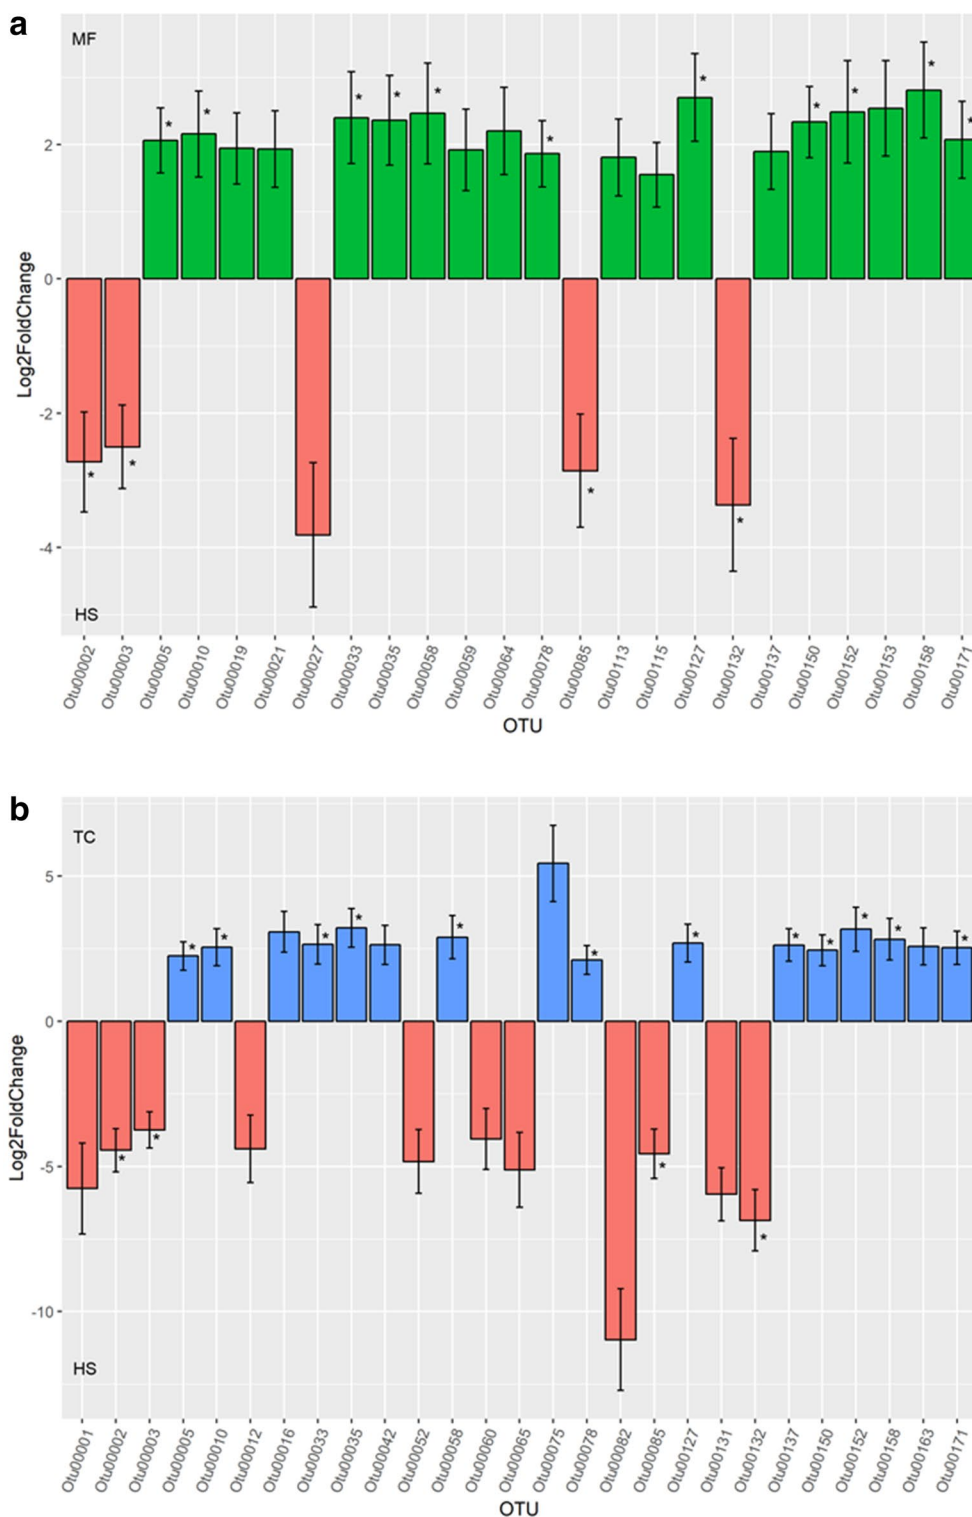 a
MF
2
0
-2
-4
Log2FoldChange
HS
* * * * * * * * * * * * * * * *
Otu00002 Otu00003 Otu00005 Otu00010 Otu00019 Otu00021 Otu00027 Otu00033 Otu00035 Otu00058 Otu00059 Otu00064 Otu00078 Otu00085 Otu00113 Otu00115 Otu00127 Otu00132 Otu00137 Otu00150 Otu00152 Otu00153 Otu00158 Otu00171
OTU
b
TC
5
0
-5
-10
Log2FoldChange
HS
* * * * * * * * * * * * * * * *
Otu00001 Otu00002 Otu00003 Otu00005 Otu00010 Otu00012 Otu00016 Otu00033 Otu00035 Otu00042 Otu00052 Otu00058 Otu00060 Otu00065 Otu00075 Otu00078 Otu00082 Otu00085 Otu00127 Otu00131 Otu00132 Otu00137 Otu00150 Otu00152 Otu00158 Otu00163 Otu00171
OTU